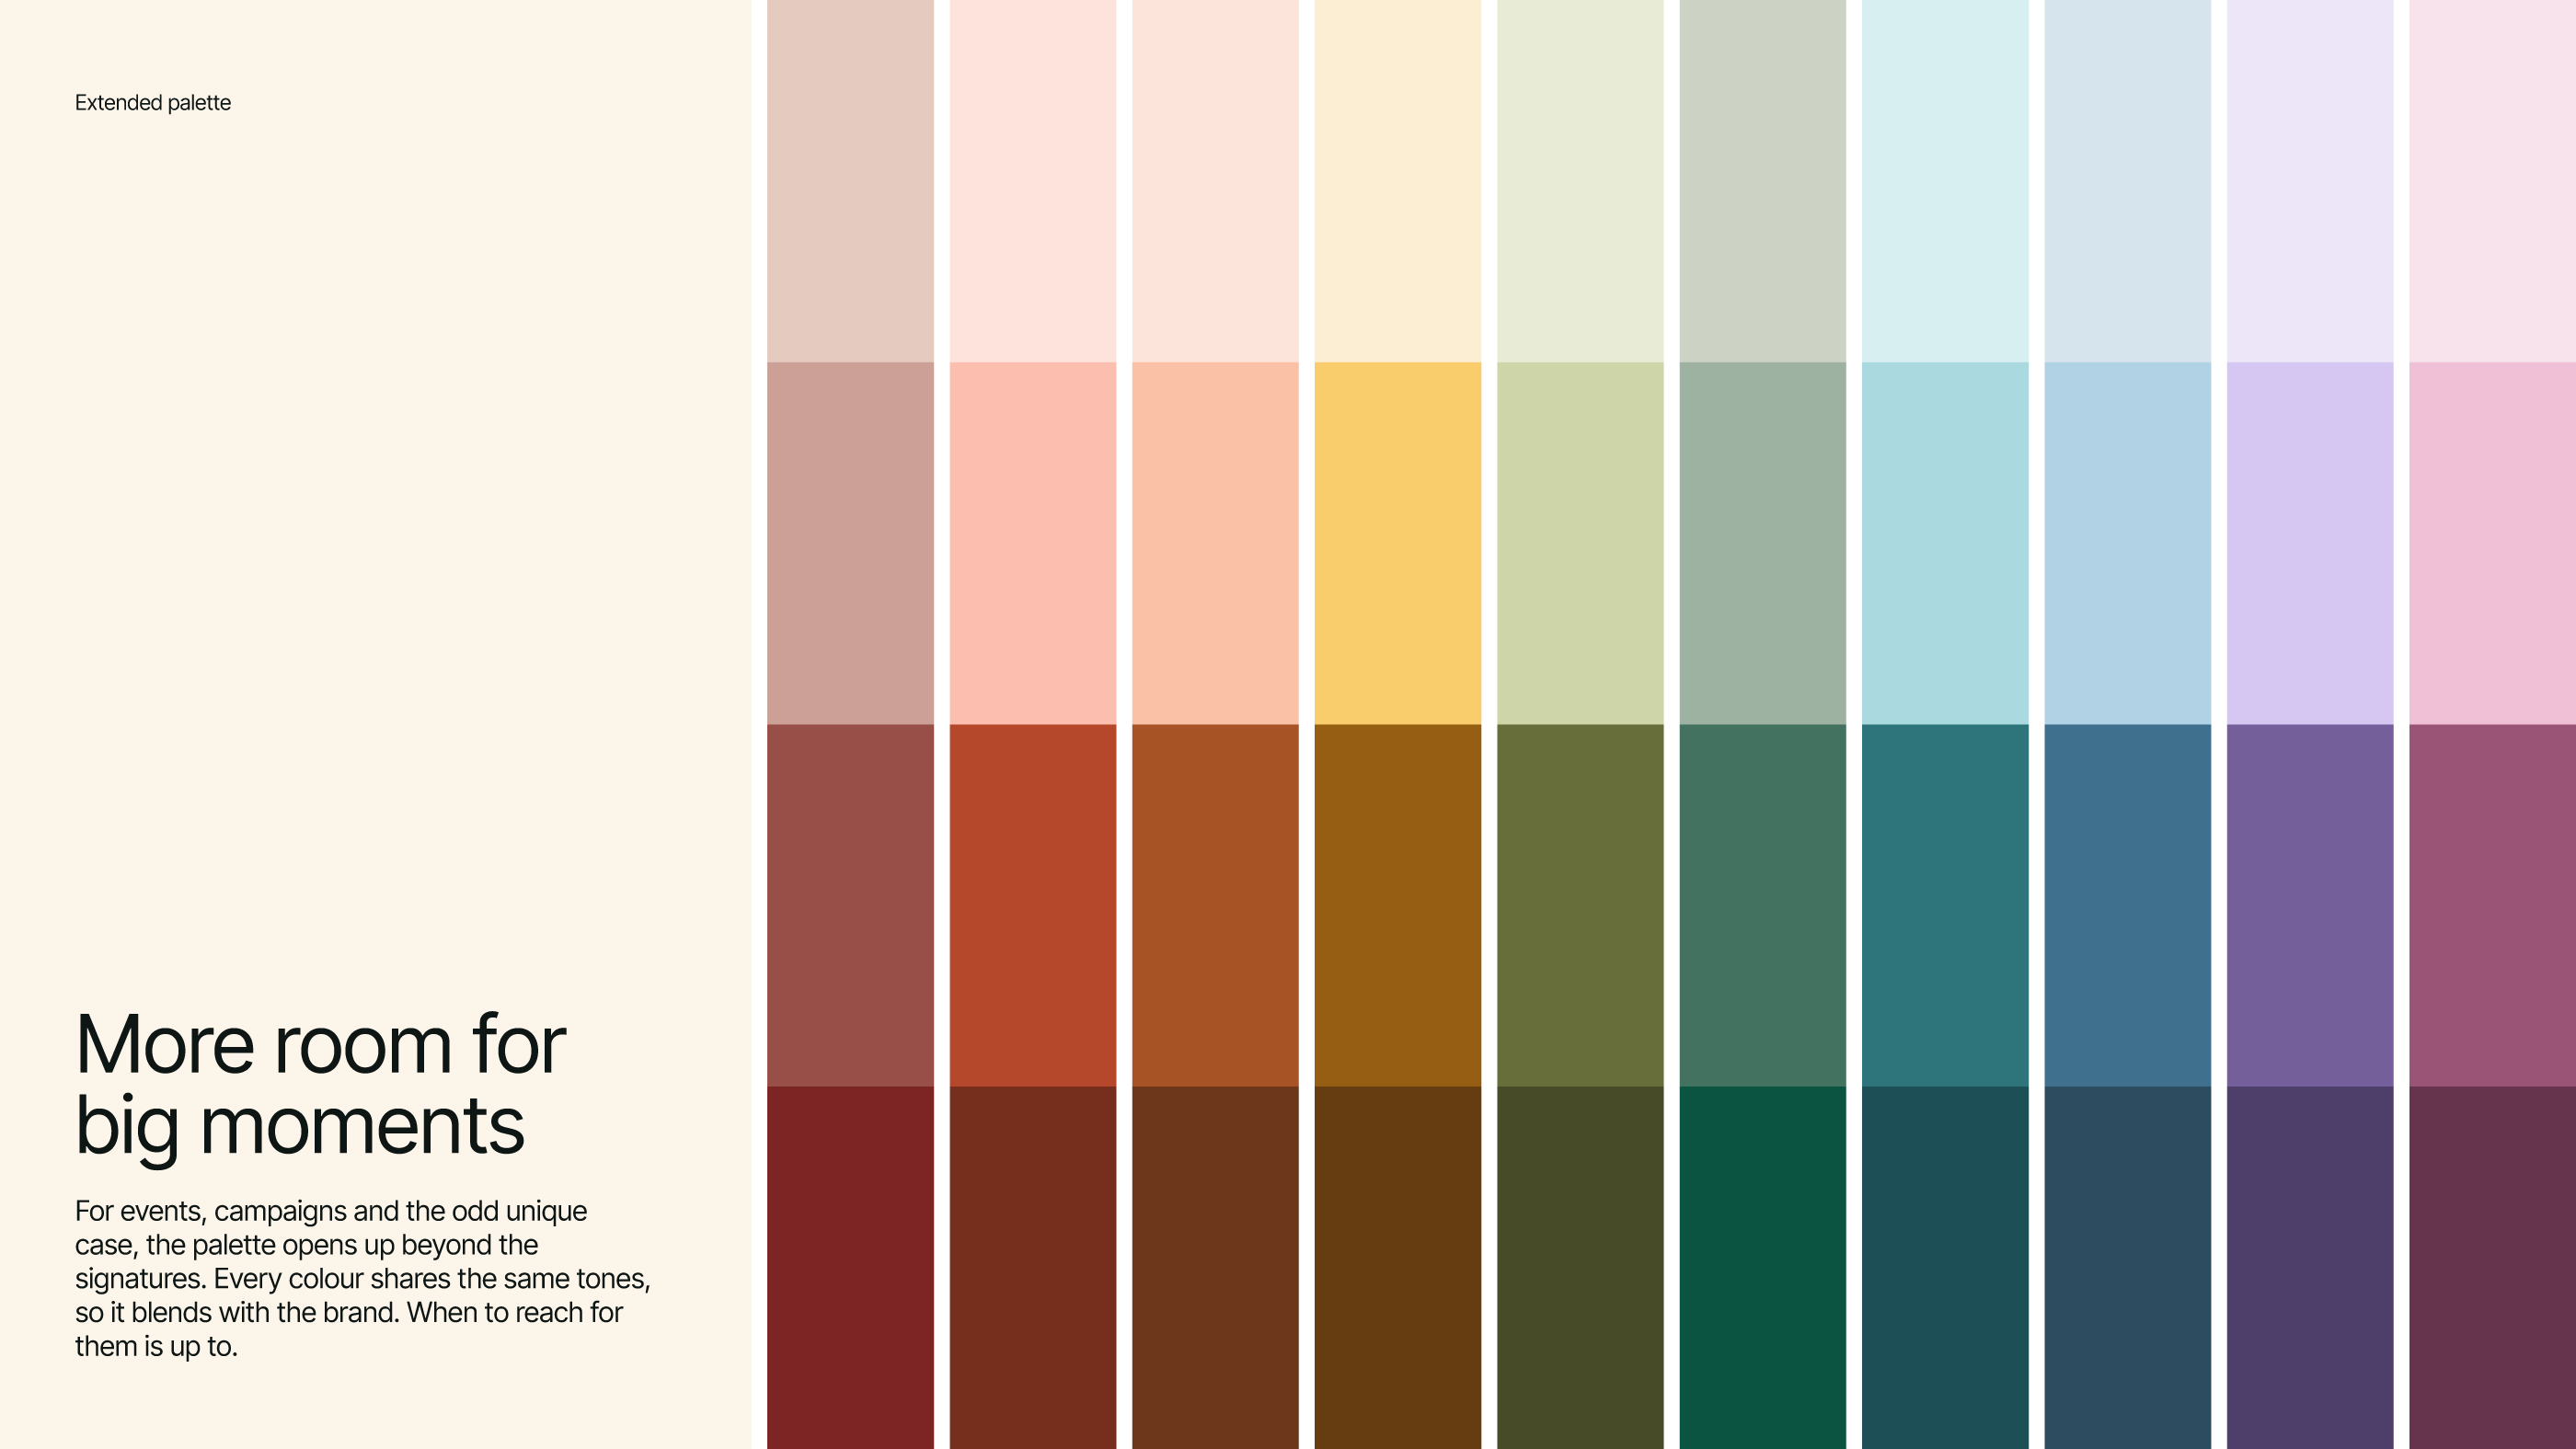 Extended palette
More room for
big moments
For events, campaigns and the odd unique
case, the palette opens up beyond the
signatures. Every colour shares the same tones,
so it blends with the brand. When to reach for
them is up to.